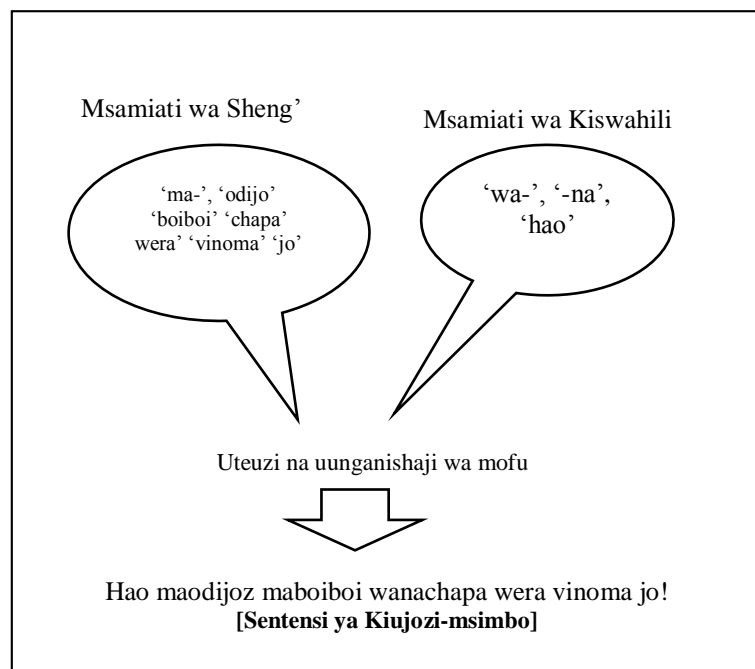 Msamiati wa Sheng’
Msamiati wa Kiswahili
‘ma-’, ‘odijo’
‘boiboi’ ‘chapa’
wera’ ‘vinoma’ ‘jo’
‘wa-’, ‘-na’,
‘hao’
Uteuzi na uunganishaji wa mofu
Hao maodijoz maboiboi wanachapa wera vinoma jo!
[Sentensi ya Kiujozi-msimbo]